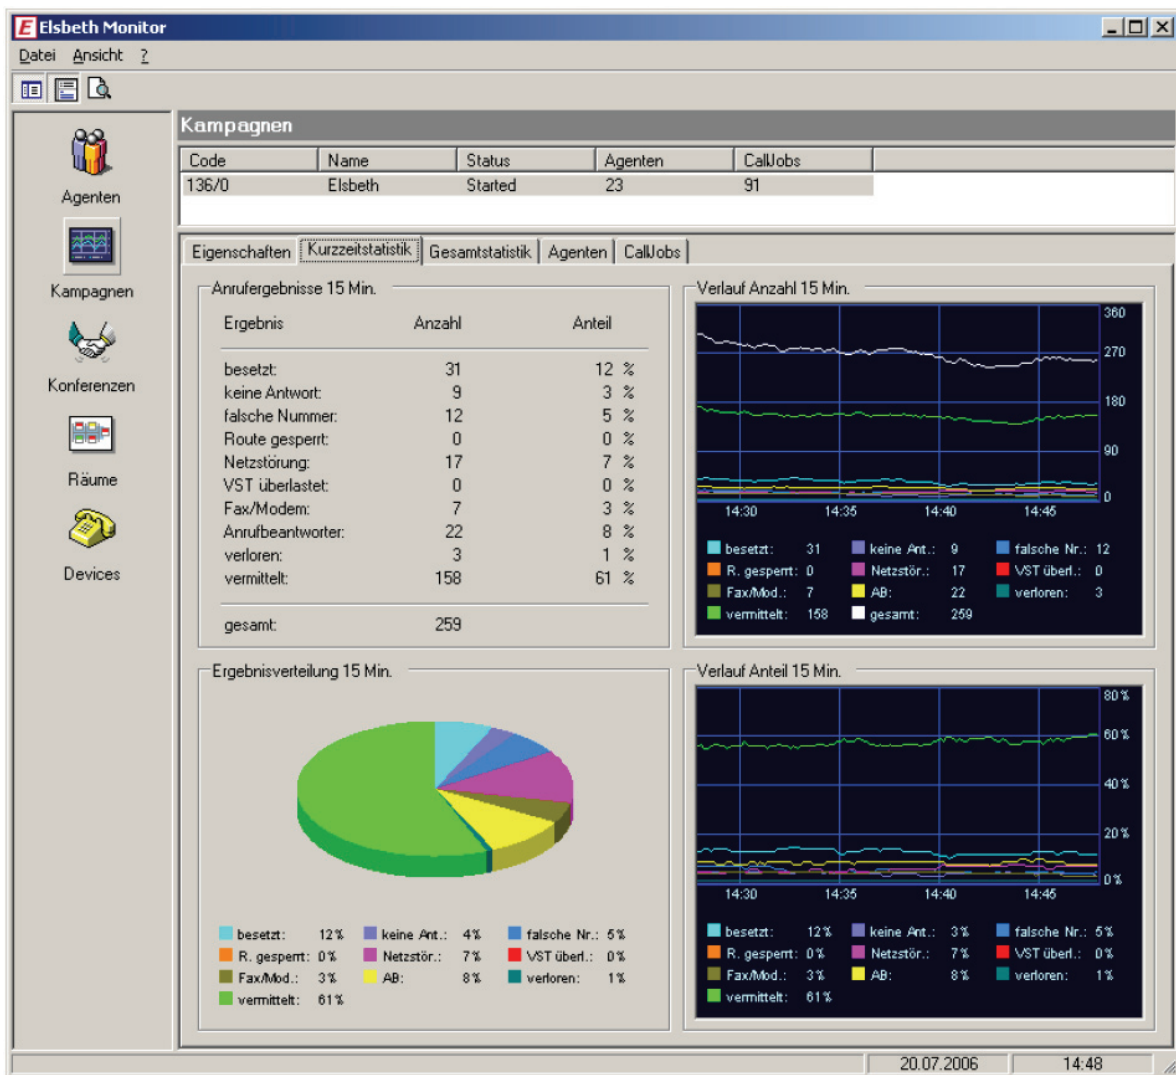 Elsbeth Monitor
Datei Ansicht ?
Agenten
Kampagnen
Konferenzen
Räume
Devices
Kampagnen
Code Name Status Agenten CallJobs
136/0 Elsbeth Started 23 91
Eigenschaften Kurzzeitstatistik Gesamtstatistik Agenten CallJobs
Anrufergebnisse 15 Min.
Ergebnis Anzahl Anteil
besetzt: 31 12 %
keine Antwort: 9 3 %
falsche Nummer: 12 5 %
Route gesperrt: 0 0 %
Netzstörung: 17 7 %
VST überlastet: 0 0 %
Fax/Modem: 7 3 %
Anrufbeantworter: 22 8 %
verloren: 3 1 %
vermittelt: 158 61 %
gesamt: 259
Verlauf Anzahl 15 Min.
360
270
180
90
0
14:30 14:35 14:40 14:45
besetzt: 31 keine Ant.: 9 falsche Nr.: 12
R. gesperrt: 0 Netzstör.: 17 VST überl.: 0
Fax/Mod.: 7 AB: 22 verloren: 3
vermittelt: 158 gesamt: 259
Ergebnisverteilung 15 Min.
besetzt: 12% keine Ant.: 4% falsche Nr.: 5%
R. gesperrt: 0% Netzstör.: 7% VST überl.: 0%
Fax/Mod.: 3% AB: 8% verloren: 1%
vermittelt: 61%
Verlauf Anteil 15 Min.
80%
60%
40%
20%
0%
14:30 14:35 14:40 14:45
besetzt: 12% keine Ant.: 3% falsche Nr.: 5%
R. gesperrt: 0% Netzstör.: 7% VST überl.: 0%
Fax/Mod.: 3% AB: 8% verloren: 1%
vermittelt: 61%
20.07.2006 14:48